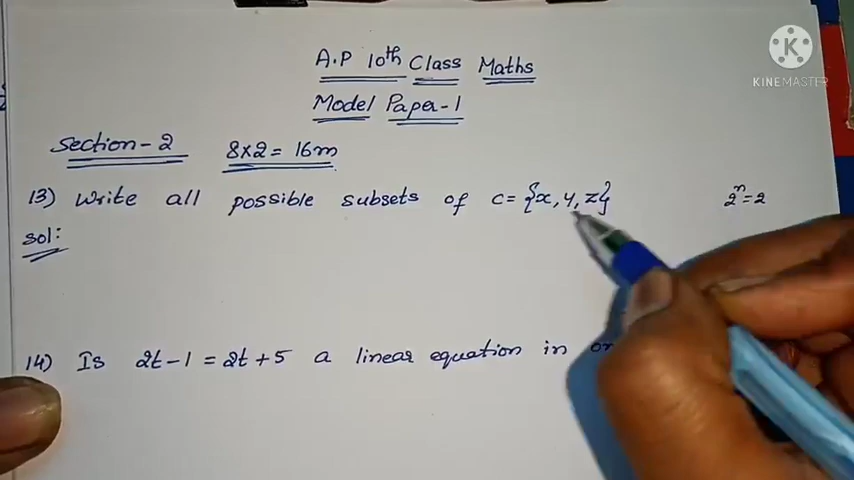 A.P 10th Class Maths
Model Paper-1
KINEMASTER
Section-2 8x2=16m
13) Write all possible subsets of c={x,y,z} 2^n=2
Sol:
14) Is 2t-1=2t+5 a linear equation in